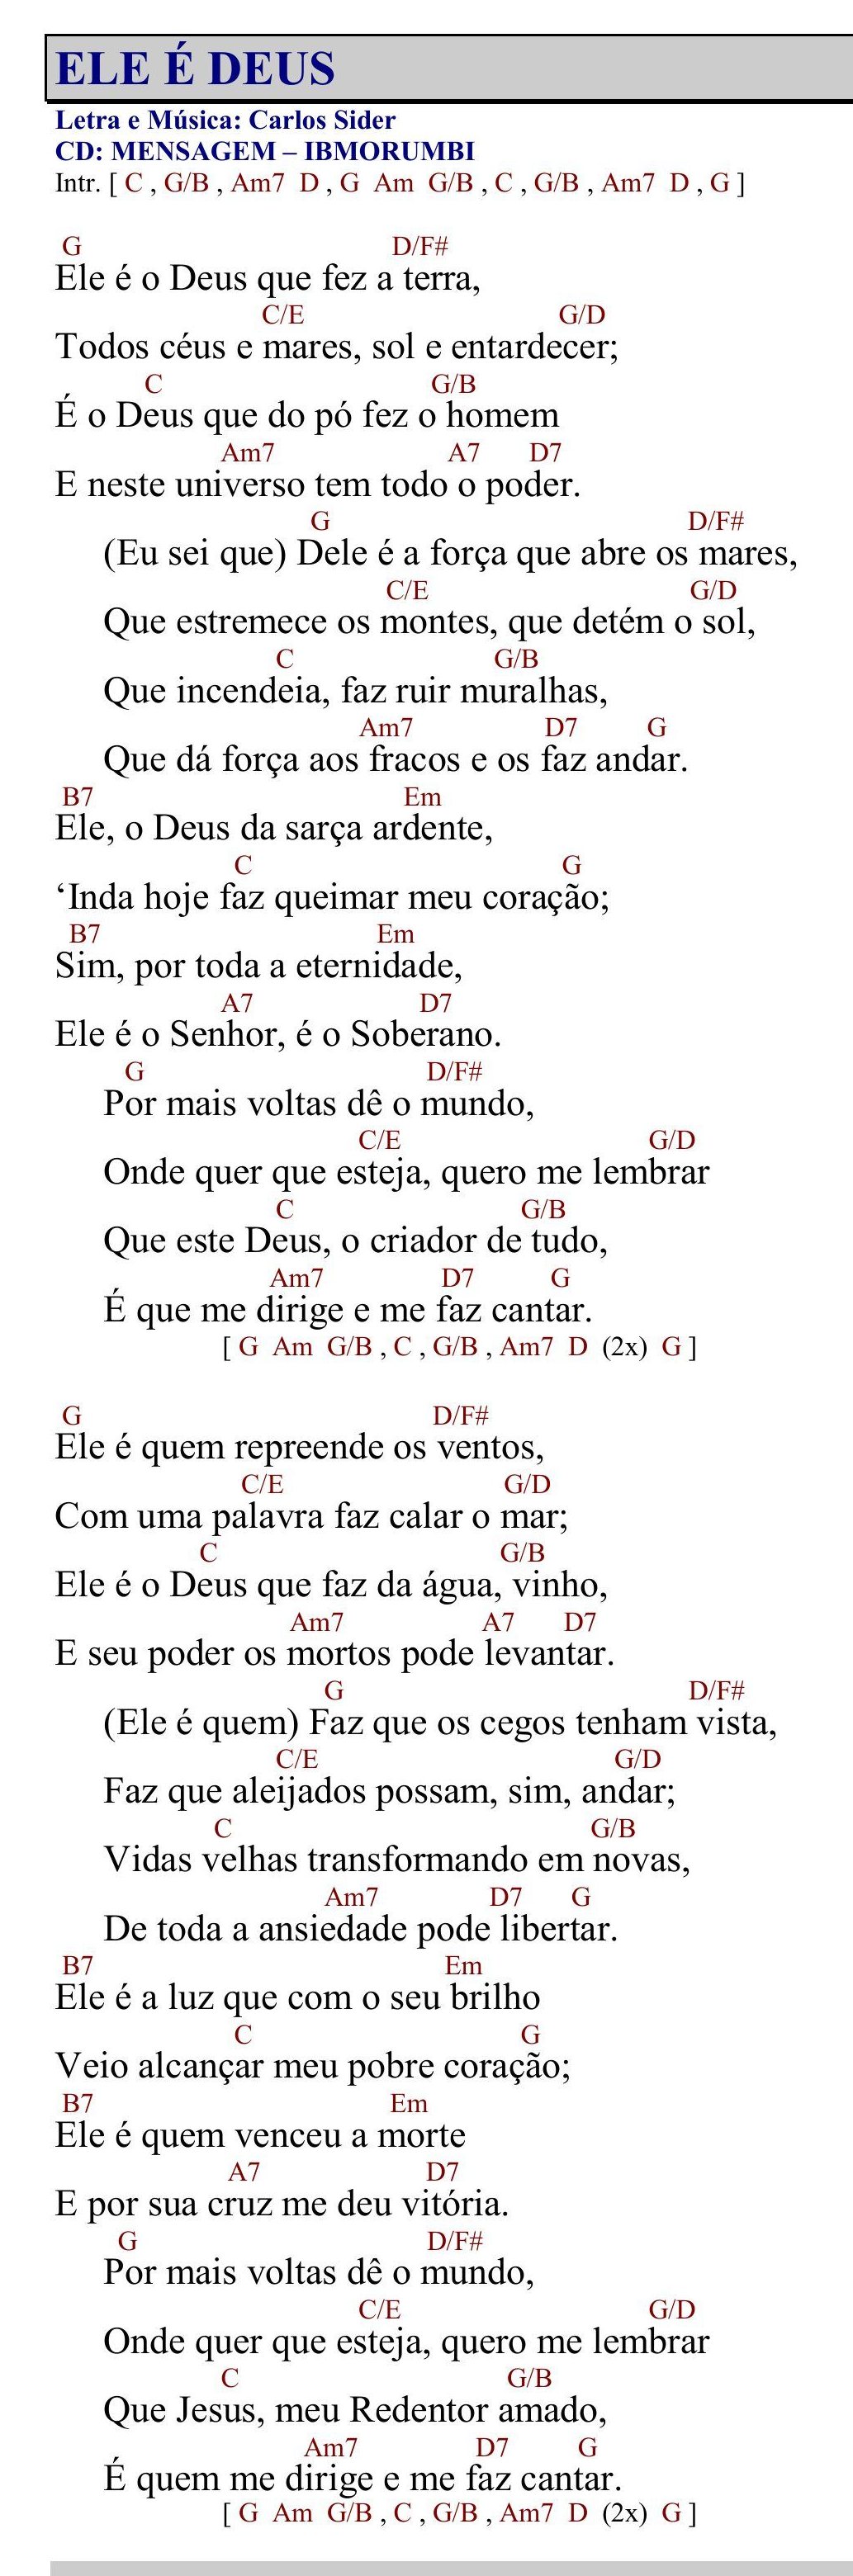 ELE É DEUS
Letra e Música: Carlos Sider
CD: MENSAGEM – IBMORUMBI
Intr. [ C , G/B , Am7 D , G Am G/B , C , G/B , Am7 D , G ]
G D/F#
Ele é o Deus que fez a terra,
C/E G/D
Todos céus e mares, sol e entardecer;
C G/B
É o Deus que do pó fez o homem
Am7 A7 D7
E neste universo tem todo o poder.
G D/F#
(Eu sei que) Dele é a força que abre os mares,
C/E G/D
Que estremece os montes, que detém o sol,
C G/B
Que incendeia, faz ruir muralhas,
Am7 D7 G
Que dá força aos fracos e os faz andar.
B7 Em
Ele, o Deus da sarça ardente,
C G
‘Inda hoje faz queimar meu coração;
B7 Em
Sim, por toda a eternidade,
A7 D7
Ele é o Senhor, é o Soberano.
G D/F#
Por mais voltas dê o mundo,
C/E G/D
Onde quer que esteja, quero me lembrar
C G/B
Que este Deus, o criador de tudo,
Am7 D7 G
É que me dirige e me faz cantar.
[ G Am G/B , C , G/B , Am7 D (2x) G ]
G D/F#
Ele é quem repreende os ventos,
C/E G/D
Com uma palavra faz calar o mar;
C G/B
Ele é o Deus que faz da água, vinho,
Am7 A7 D7
E seu poder os mortos pode levantar.
G D/F#
(Ele é quem) Faz que os cegos tenham vista,
C/E G/D
Faz que aleijados possam, sim, andar;
C G/B
Vidas velhas transformando em novas,
Am7 D7 G
De toda a ansiedade pode libertar.
B7 Em
Ele é a luz que com o seu brilho
C G
Veio alcançar meu pobre coração;
B7 Em
Ele é quem venceu a morte
A7 D7
E por sua cruz me deu vitória.
G D/F#
Por mais voltas dê o mundo,
C/E G/D
Onde quer que esteja, quero me lembrar
C G/B
Que Jesus, meu Redentor amado,
Am7 D7 G
É quem me dirige e me faz cantar.
[ G Am G/B , C , G/B , Am7 D (2x) G ]